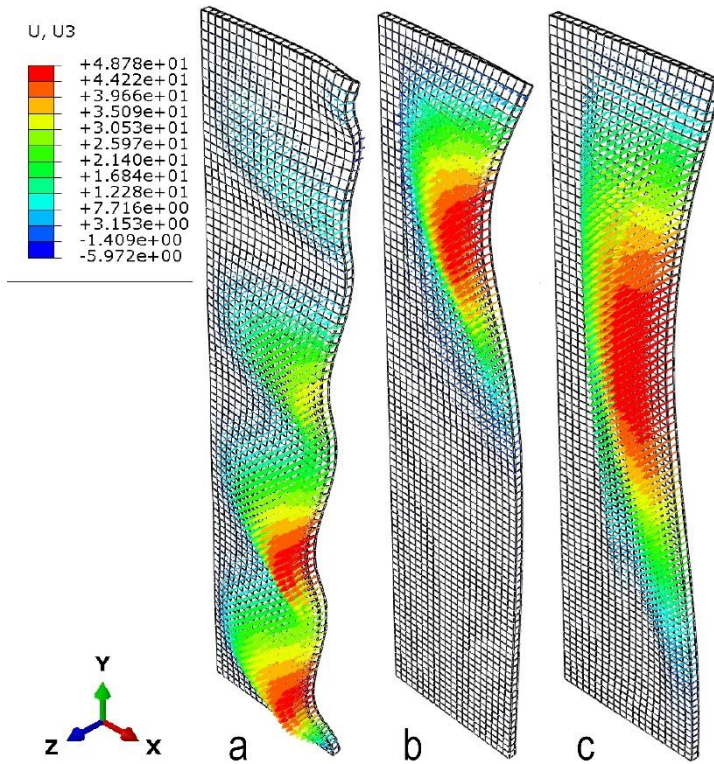 U, U3
+4.878e+01
+4.422e+01
+3.966e+01
+3.509e+01
+3.053e+01
+2.597e+01
+2.140e+01
+1.684e+01
+1.228e+01
+7.716e+00
+3.153e+00
-1.409e+00
-5.972e+00
Y
Z X
a b c